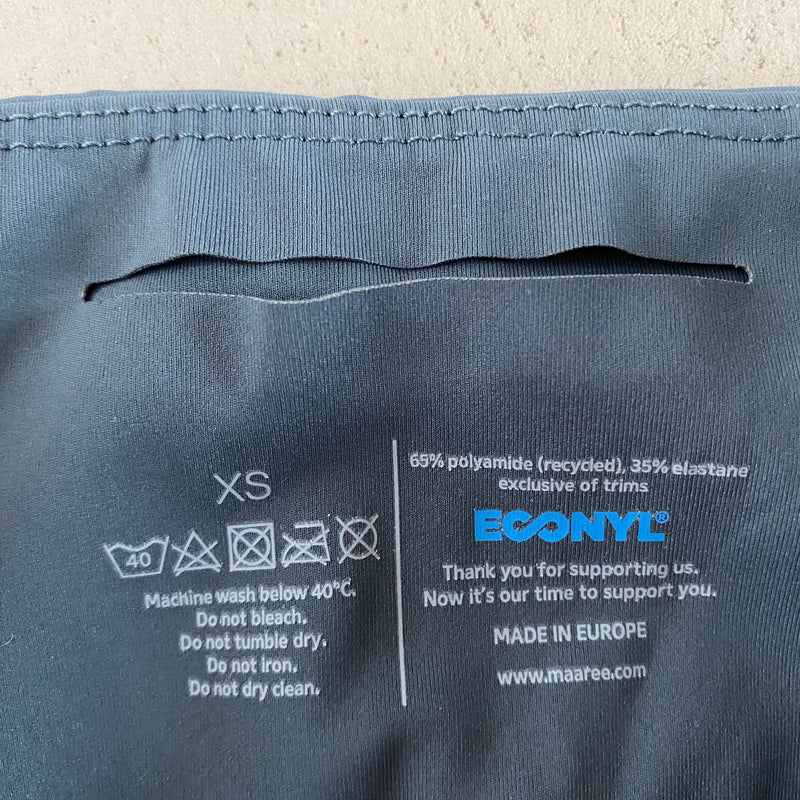 XS
40
Machine wash below 40°C.
Do not bleach.
Do not tumble dry.
Do not iron.
Do not dry clean.
65% polyamide (recycled), 35% elastane
exclusive of trims
ECONYL®
Thank you for supporting us.
Now it's our time to support you.
MADE IN EUROPE
www.maaree.com